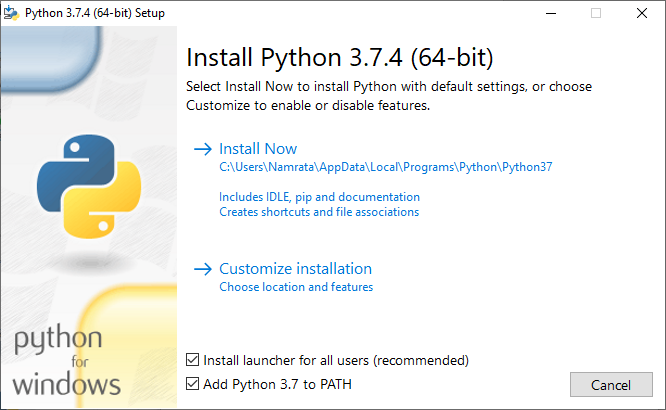 Python 3.7.4 (64-bit) Setup
Install Python 3.7.4 (64-bit)
Select Install Now to install Python with default settings, or choose
Customize to enable or disable features.
Install Now
C:\Users\Namrata\AppData\Local\Programs\Python\Python37
Includes IDLE, pip and documentation
Creates shortcuts and file associations
Customize installation
Choose location and features
python
for
windows
Install launcher for all users (recommended)
Add Python 3.7 to PATH
Cancel